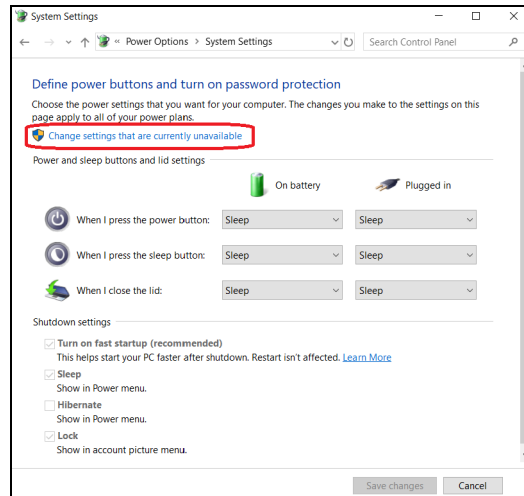 System Settings
« Power Options > System Settings
Search Control Panel
Define power buttons and turn on password protection
Choose the power settings that you want for your computer. The changes you make to the settings on this
page apply to all of your power plans.
Change settings that are currently unavailable
Power and sleep buttons and lid settings
On battery Plugged in
When I press the power button: Sleep Sleep
When I press the sleep button: Sleep Sleep
When I close the lid: Sleep Sleep
Shutdown settings
Turn on fast startup (recommended)
This helps start your PC faster after shutdown. Restart isn't affected. Learn More
Sleep
Show in Power menu.
Hibernate
Show in Power menu.
Lock
Show in account picture menu.
Save changes Cancel